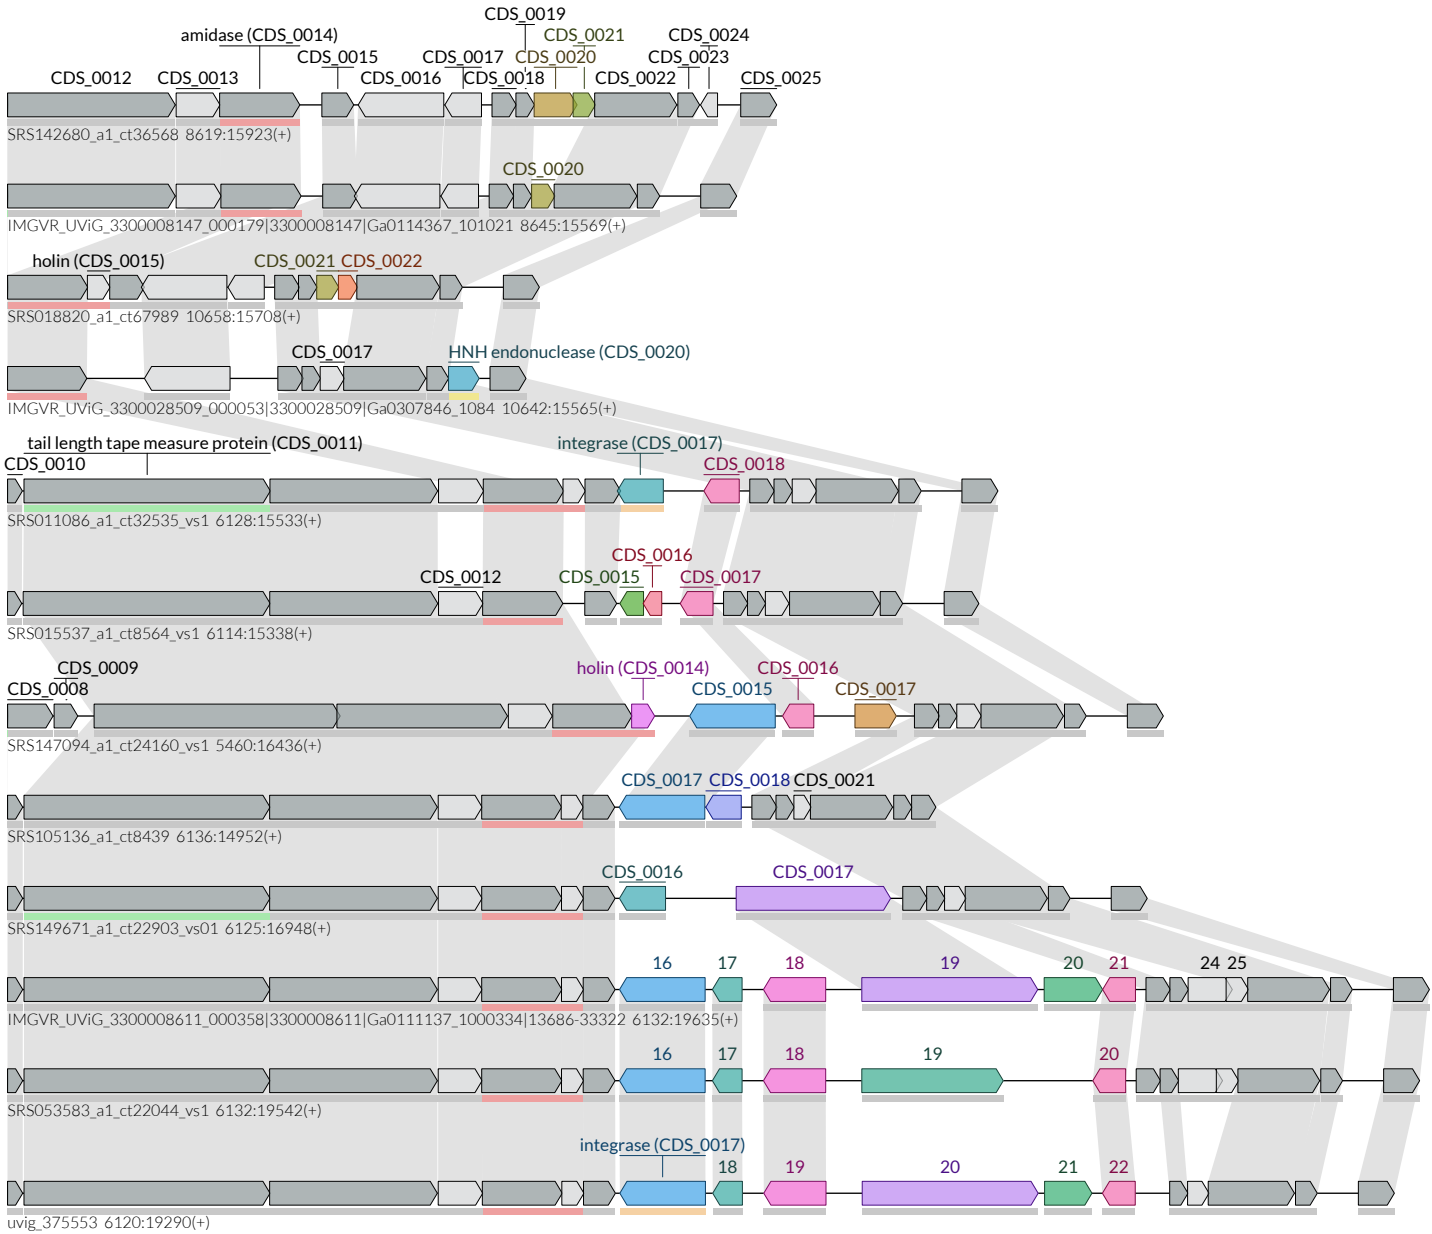 CDS_0019
amidase (CDS_0014) CDS_0021 CDS_0024
CDS_0015 CDS_0017 CDS_0020 CDS_0023
CDS_0012 CDS_0013 CDS_0016 CDS_0018 CDS_0022 CDS_0025
SRS142680_a1_ct36568 8619:15923(+)
CDS_0020
IMGVR_UViG_3300008147_000179|3300008147|Ga0114367_101021 8645:15569(+)
holin (CDS_0015) CDS_0021 CDS_0022
SRS018820_a1_ct67989 10658:15708(+)
CDS_0017 HNH endonuclease (CDS_0020)
IMGVR_UViG_3300028509_000053|3300028509|Ga0307846_1084 10642:15565(+)
tail length tape measure protein (CDS_0011) integrase (CDS_0017)
CDS_0010 CDS_0018
SRS011086_a1_ct32535_vs1 6128:15533(+)
CDS_0016
CDS_0012 CDS_0015 CDS_0017
SRS015537_a1_ct8564_vs1 6114:15338(+)
CDS_0009 holin (CDS_0014) CDS_0016
CDS_0008 CDS_0015 CDS_0017
SRS147094_a1_ct24160_vs1 5460:16436(+)
CDS_0017 CDS_0018 CDS_0021
SRS105136_a1_ct8439 6136:14952(+)
CDS_0016 CDS_0017
SRS149671_a1_ct22903_vs01 6125:16948(+)
16 17 18 19 20 21 24 25
IMGVR_UViG_3300008611_000358|3300008611|Ga0111137_1000334|13686-33322 6132:19635(+)
16 17 18 19 20
SRS053583_a1_ct22044_vs1 6132:19542(+)
integrase (CDS_0017)
18 19 20 21 22
uvig_375553 6120:19290(+)